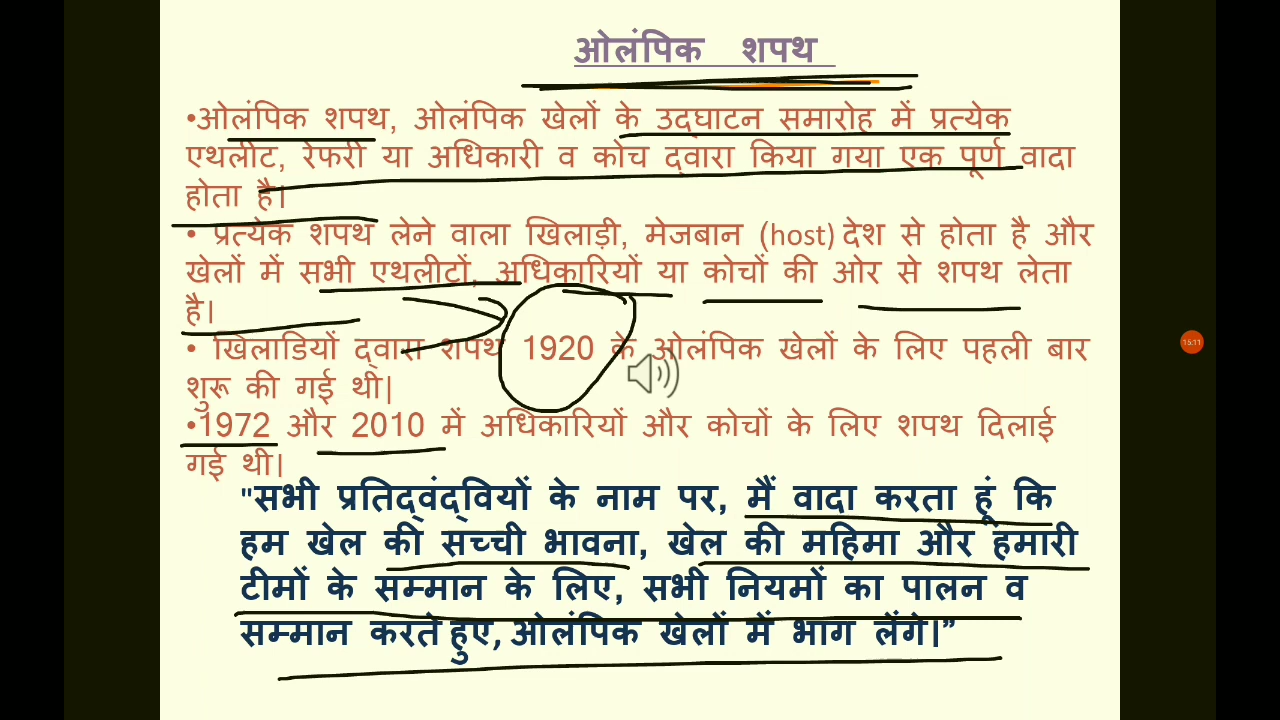 ओलंपिक शपथ
•ओलंपिक शपथ, ओलंपिक खेलों के उद्घाटन समारोह में प्रत्येक
एथलीट, रेफरी या अधिकारी व कोच द्वारा किया गया एक पूर्ण वादा
होता है।
• प्रत्येक शपथ लेने वाला खिलाड़ी, मेजबान (host) देश से होता है और
खेलों में सभी एथलीटों, अधिकारियों या कोचों की ओर से शपथ लेता
है।
• खिलाडियों द्वारा शपथ 1920 के ओलंपिक खेलों के लिए पहली बार
शुरू की गई थी|
•1972 और 2010 में अधिकारियों और कोचों के लिए शपथ दिलाई
गई थी।
"सभी प्रतिद्वंद्वियों के नाम पर, मैं वादा करता हूं कि
हम खेल की सच्ची भावना, खेल की महिमा और हमारी
टीमों के सम्मान के लिए, सभी नियमों का पालन व
सम्मान करते हुए, ओलंपिक खेलों में भाग लेंगे।”
15:11